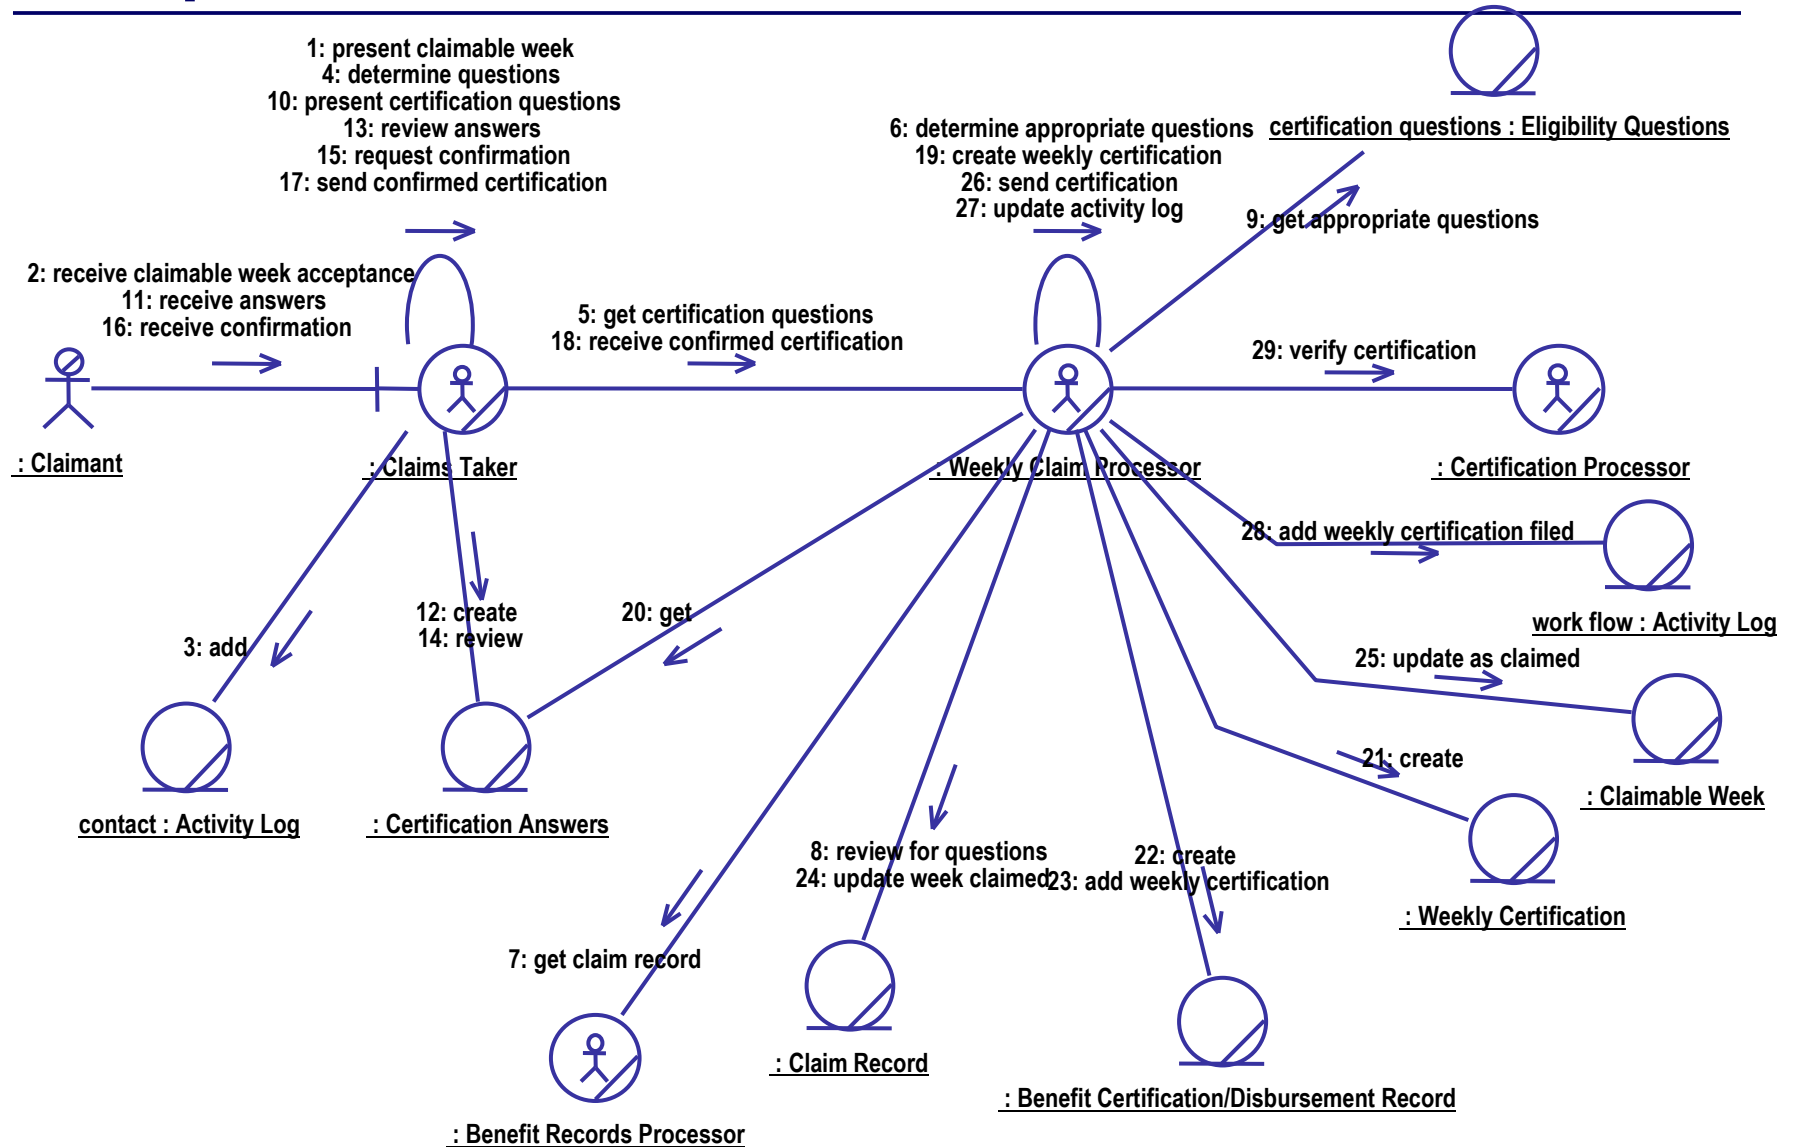 1: present claimable week
4: determine questions
10: present certification questions
13: review answers
15: request confirmation
17: send confirmed certification
6: determine appropriate questions
19: create weekly certification
26: send certification
27: update activity log
certification questions : Eligibility Questions
9: get appropriate questions
2: receive claimable week acceptance
11: receive answers
16: receive confirmation
5: get certification questions
18: receive confirmed certification
29: verify certification
: Claimant
: Claims Taker
: Weekly Claim Processor
: Certification Processor
28: add weekly certification filed
work flow : Activity Log
12: create
14: review
20: get
3: add
25: update as claimed
21: create
: Claimable Week
contact : Activity Log
: Certification Answers
8: review for questions
24: update week claimed
22: create
23: add weekly certification
: Weekly Certification
7: get claim record
: Claim Record
: Benefit Certification/Disbursement Record
: Benefit Records Processor